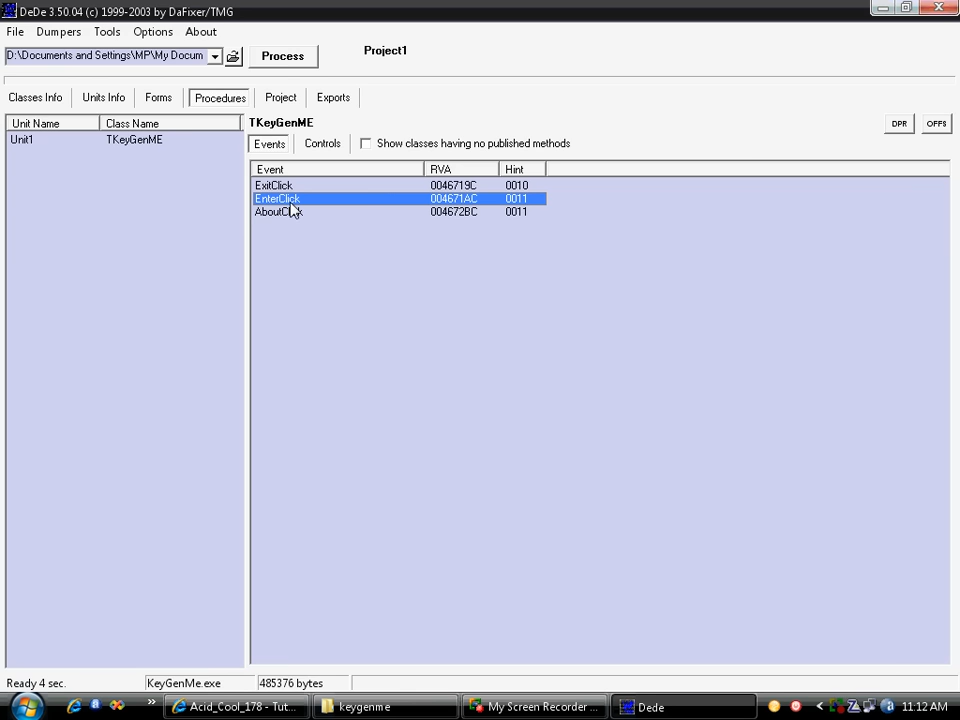 DeDe 3.50.04 (c) 1999-2003 by DaFixer/TMG
File Dumpers Tools Options About
D:\Documents and Settings\MP\My Docum Process Project1
Classes Info Units Info Forms Procedures Project Exports
Unit Name Class Name TKeyGenME DPR OFFS
Unit1 TKeyGenME Events Controls Show classes having no published methods
Event RVA Hint
ExitClick 0046719C 0010
EnterClick 004671AC 0011
AboutClick 004672BC 0011
Ready 4 sec. KeyGenMe.exe 485376 bytes
» Acid_Cool_178 - Tut... keygenme My Screen Recorder ... Dede < 11:12 AM